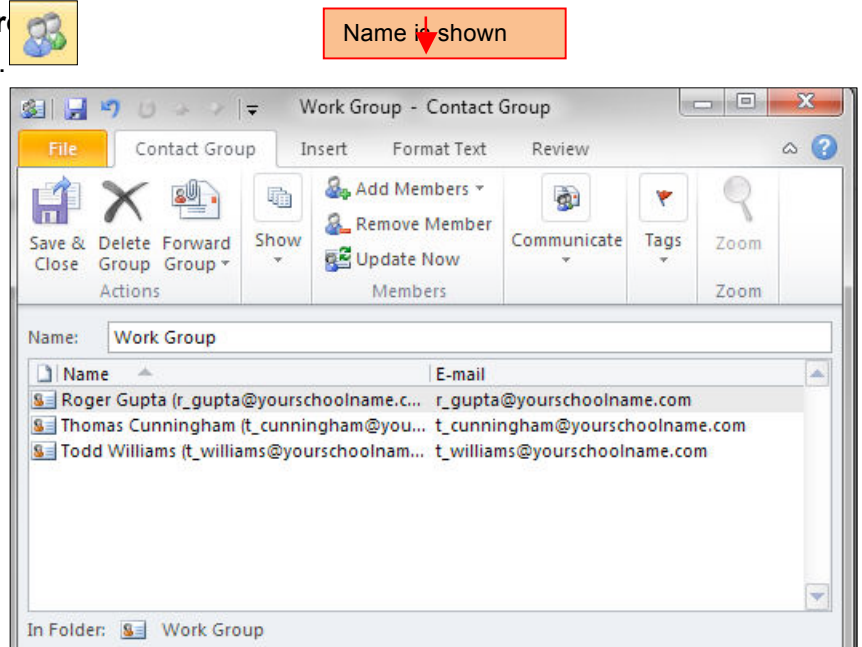 Name is shown
.
Work Group - Contact Group
File Contact Group Insert Format Text Review
Save & Close Delete Group Forward Group Show Add Members Remove Member Update Now Communicate Tags Zoom
Actions Members Zoom
Name: Work Group
Name E-mail
Roger Gupta (r_gupta@yourschoolname.c... r_gupta@yourschoolname.com
Thomas Cunningham (t_cunningham@you... t_cunningham@yourschoolname.com
Todd Williams (t_williams@yourschoolnam... t_williams@yourschoolname.com
In Folder: Work Group